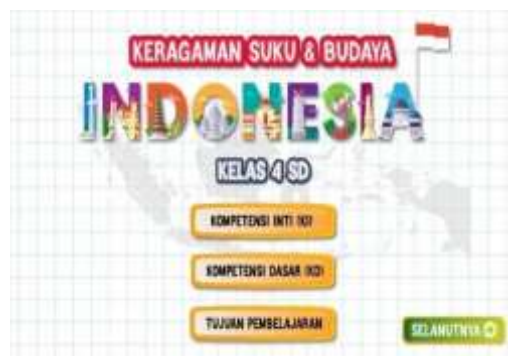 KERAGAMAN SUKU & BUDAYA
INDONESIA
KELAS 4 SD
KOMPETENSI INTI (KI)
KOMPETENSI DASAR (KD)
TUJUAN PEMBELAJARAN
SELANJUTNYA